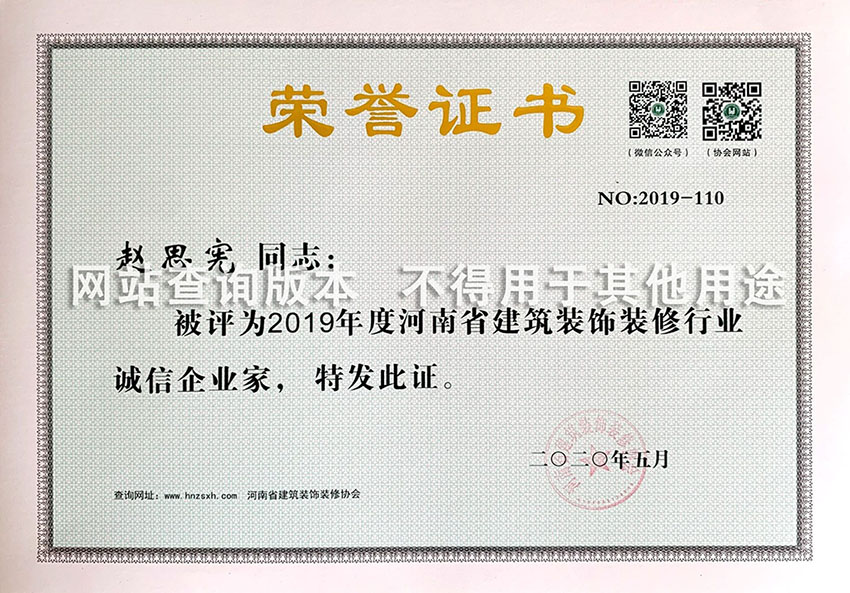 荣誉证书
(微信公众号) (协会网站)
NO:2019-110
赵思宪 同志：
网站查询版本 不得用于其他用途
被评为2019年度河南省建筑装饰装修行业
诚信企业家，特发此证。
二〇二〇年五月
查询网址：www.hnzsxh.com 河南省建筑装饰装修协会